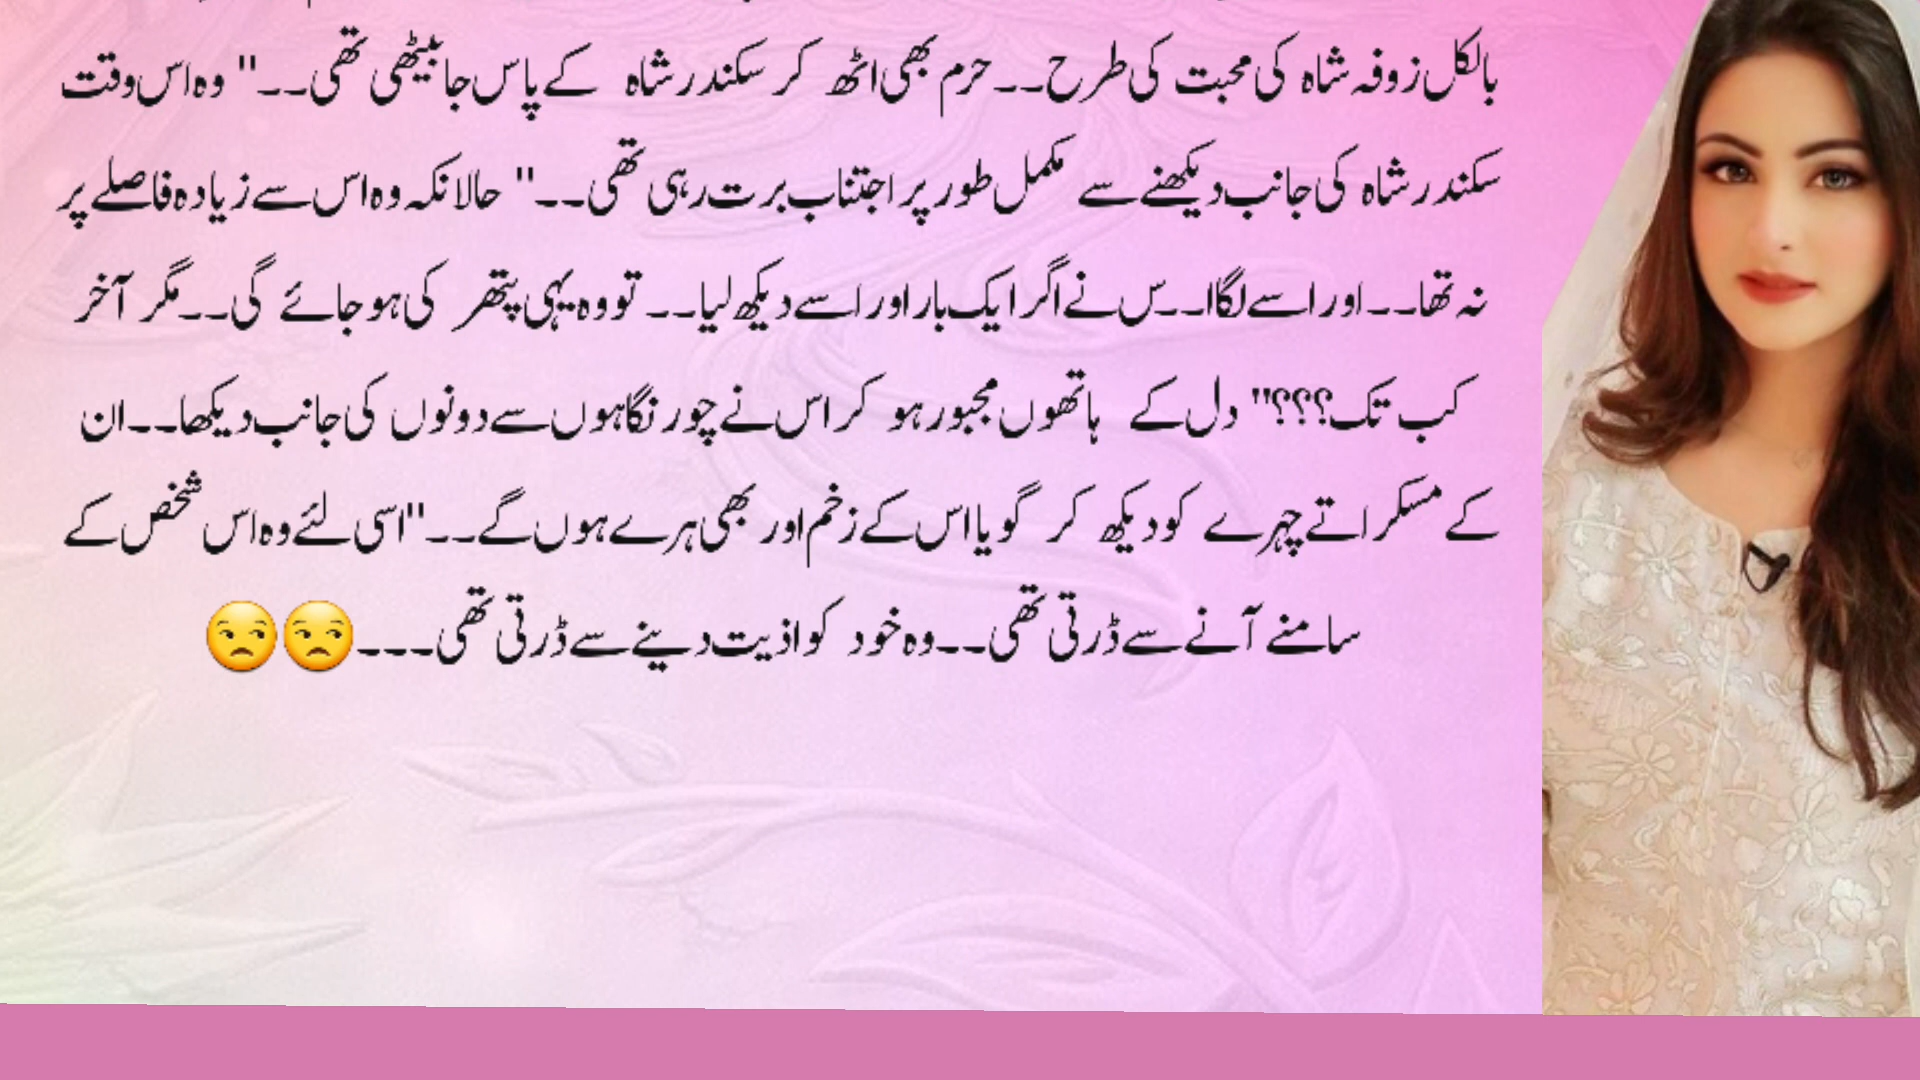 بالکل زوفہ شاہ کی محبت کی طرح۔۔ حرم بھی اٹھ کر سکندر شاہ کے پاس جا بیٹھی تھی۔۔" وہ اس وقت
سکندر شاہ کی جانب دیکھنے سے مکمل طور پر اجتناب برت رہی تھی۔۔" حالانکہ وہ اس سے زیادہ فاصلے پر
نہ تھا۔۔ اور اسے لگا ا۔۔س نے اگر ایک بار اور اسے دیکھ لیا۔۔ تو وہ یہی پتھر کی ہو جائے گی۔۔ مگر آخر
کب تک؟؟؟" دل کے ہاتھوں مجبور ہو کر اس نے چور نگاہوں سے دونوں کی جانب دیکھا۔۔ ان
کے مسکراتے چہرے کو دیکھ کر گویا اس کے زخم اور بھی ہرے ہوں گے۔۔" اسی لئے وہ اس شخص کے
سامنے آنے سے ڈرتی تھی۔۔ وہ خود کو اذیت دینے سے ڈرتی تھی۔۔۔😒😒